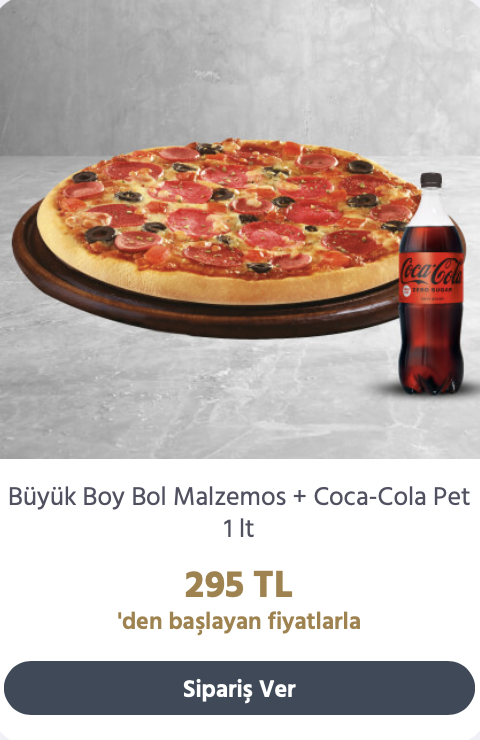 Coca-Cola
ZERO SUGAR
Büyük Boy Bol Malzemos + Coca-Cola Pet
1 lt
295 TL
'den başlayan fiyatlarla
Sipariş Ver